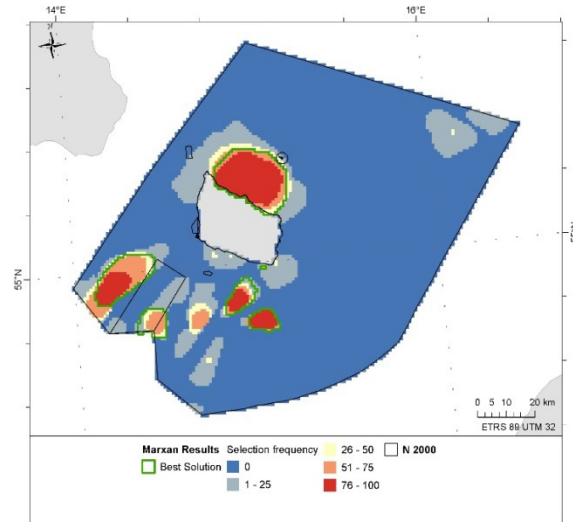 14°E
16°E
55°N
55°N
0 5 10 20 km
ETRS 89 UTM 32
Marxan Results Selection frequency 26 - 50 N 2000
Best Solution 0 51 - 75
1 - 25 76 - 100